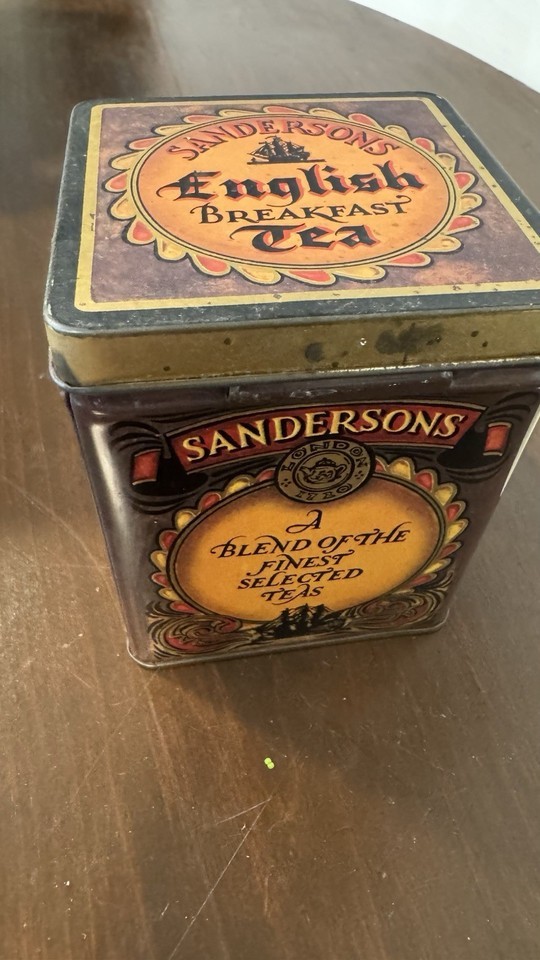 SANDERSONS
English
BREAKFAST
Tea
SANDERSONS
LONDON
A
BLEND OF THE
FINEST
SELECTED
TEAS